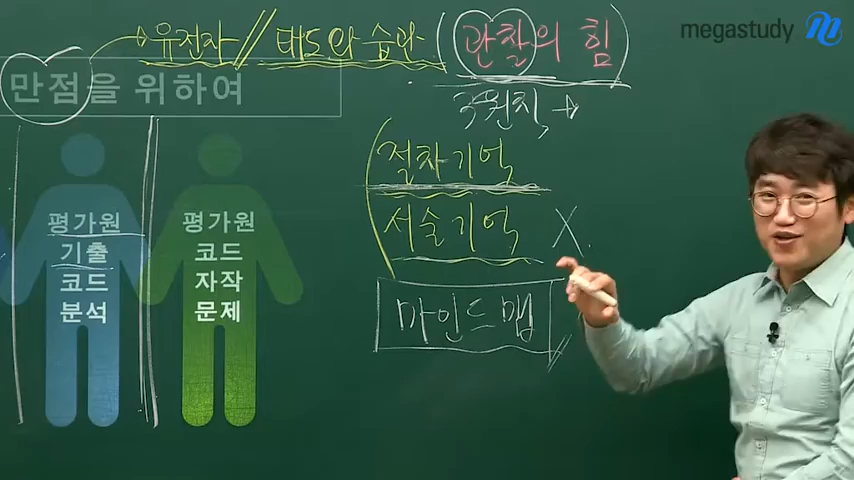 megastudy
유전자 // 태도와 습관 (관찰의 힘)
만점을 위하여
3원칙 →
절차기억
서술기억 X
마인드맵
평가원
기출
코드
분석
평가원
코드
자작
문제